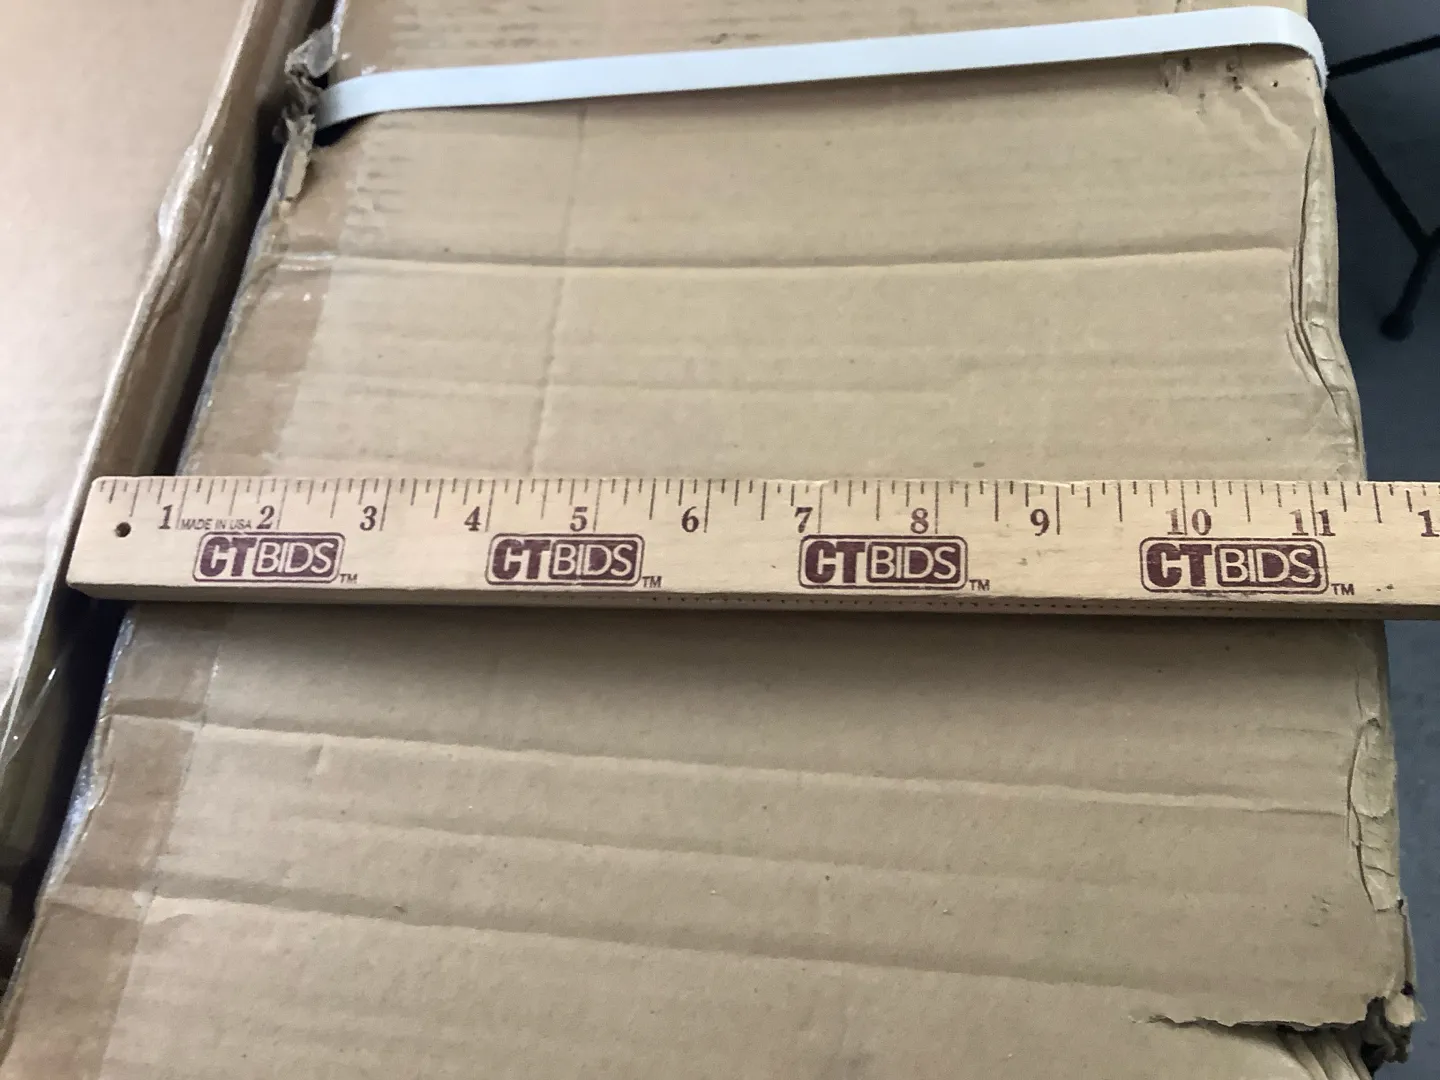 1 MADE IN USA 2 3 4 5 6 7 8 9 10 11
CTBIDS™ CTBIDS™ CTBIDS™ CTBIDS™